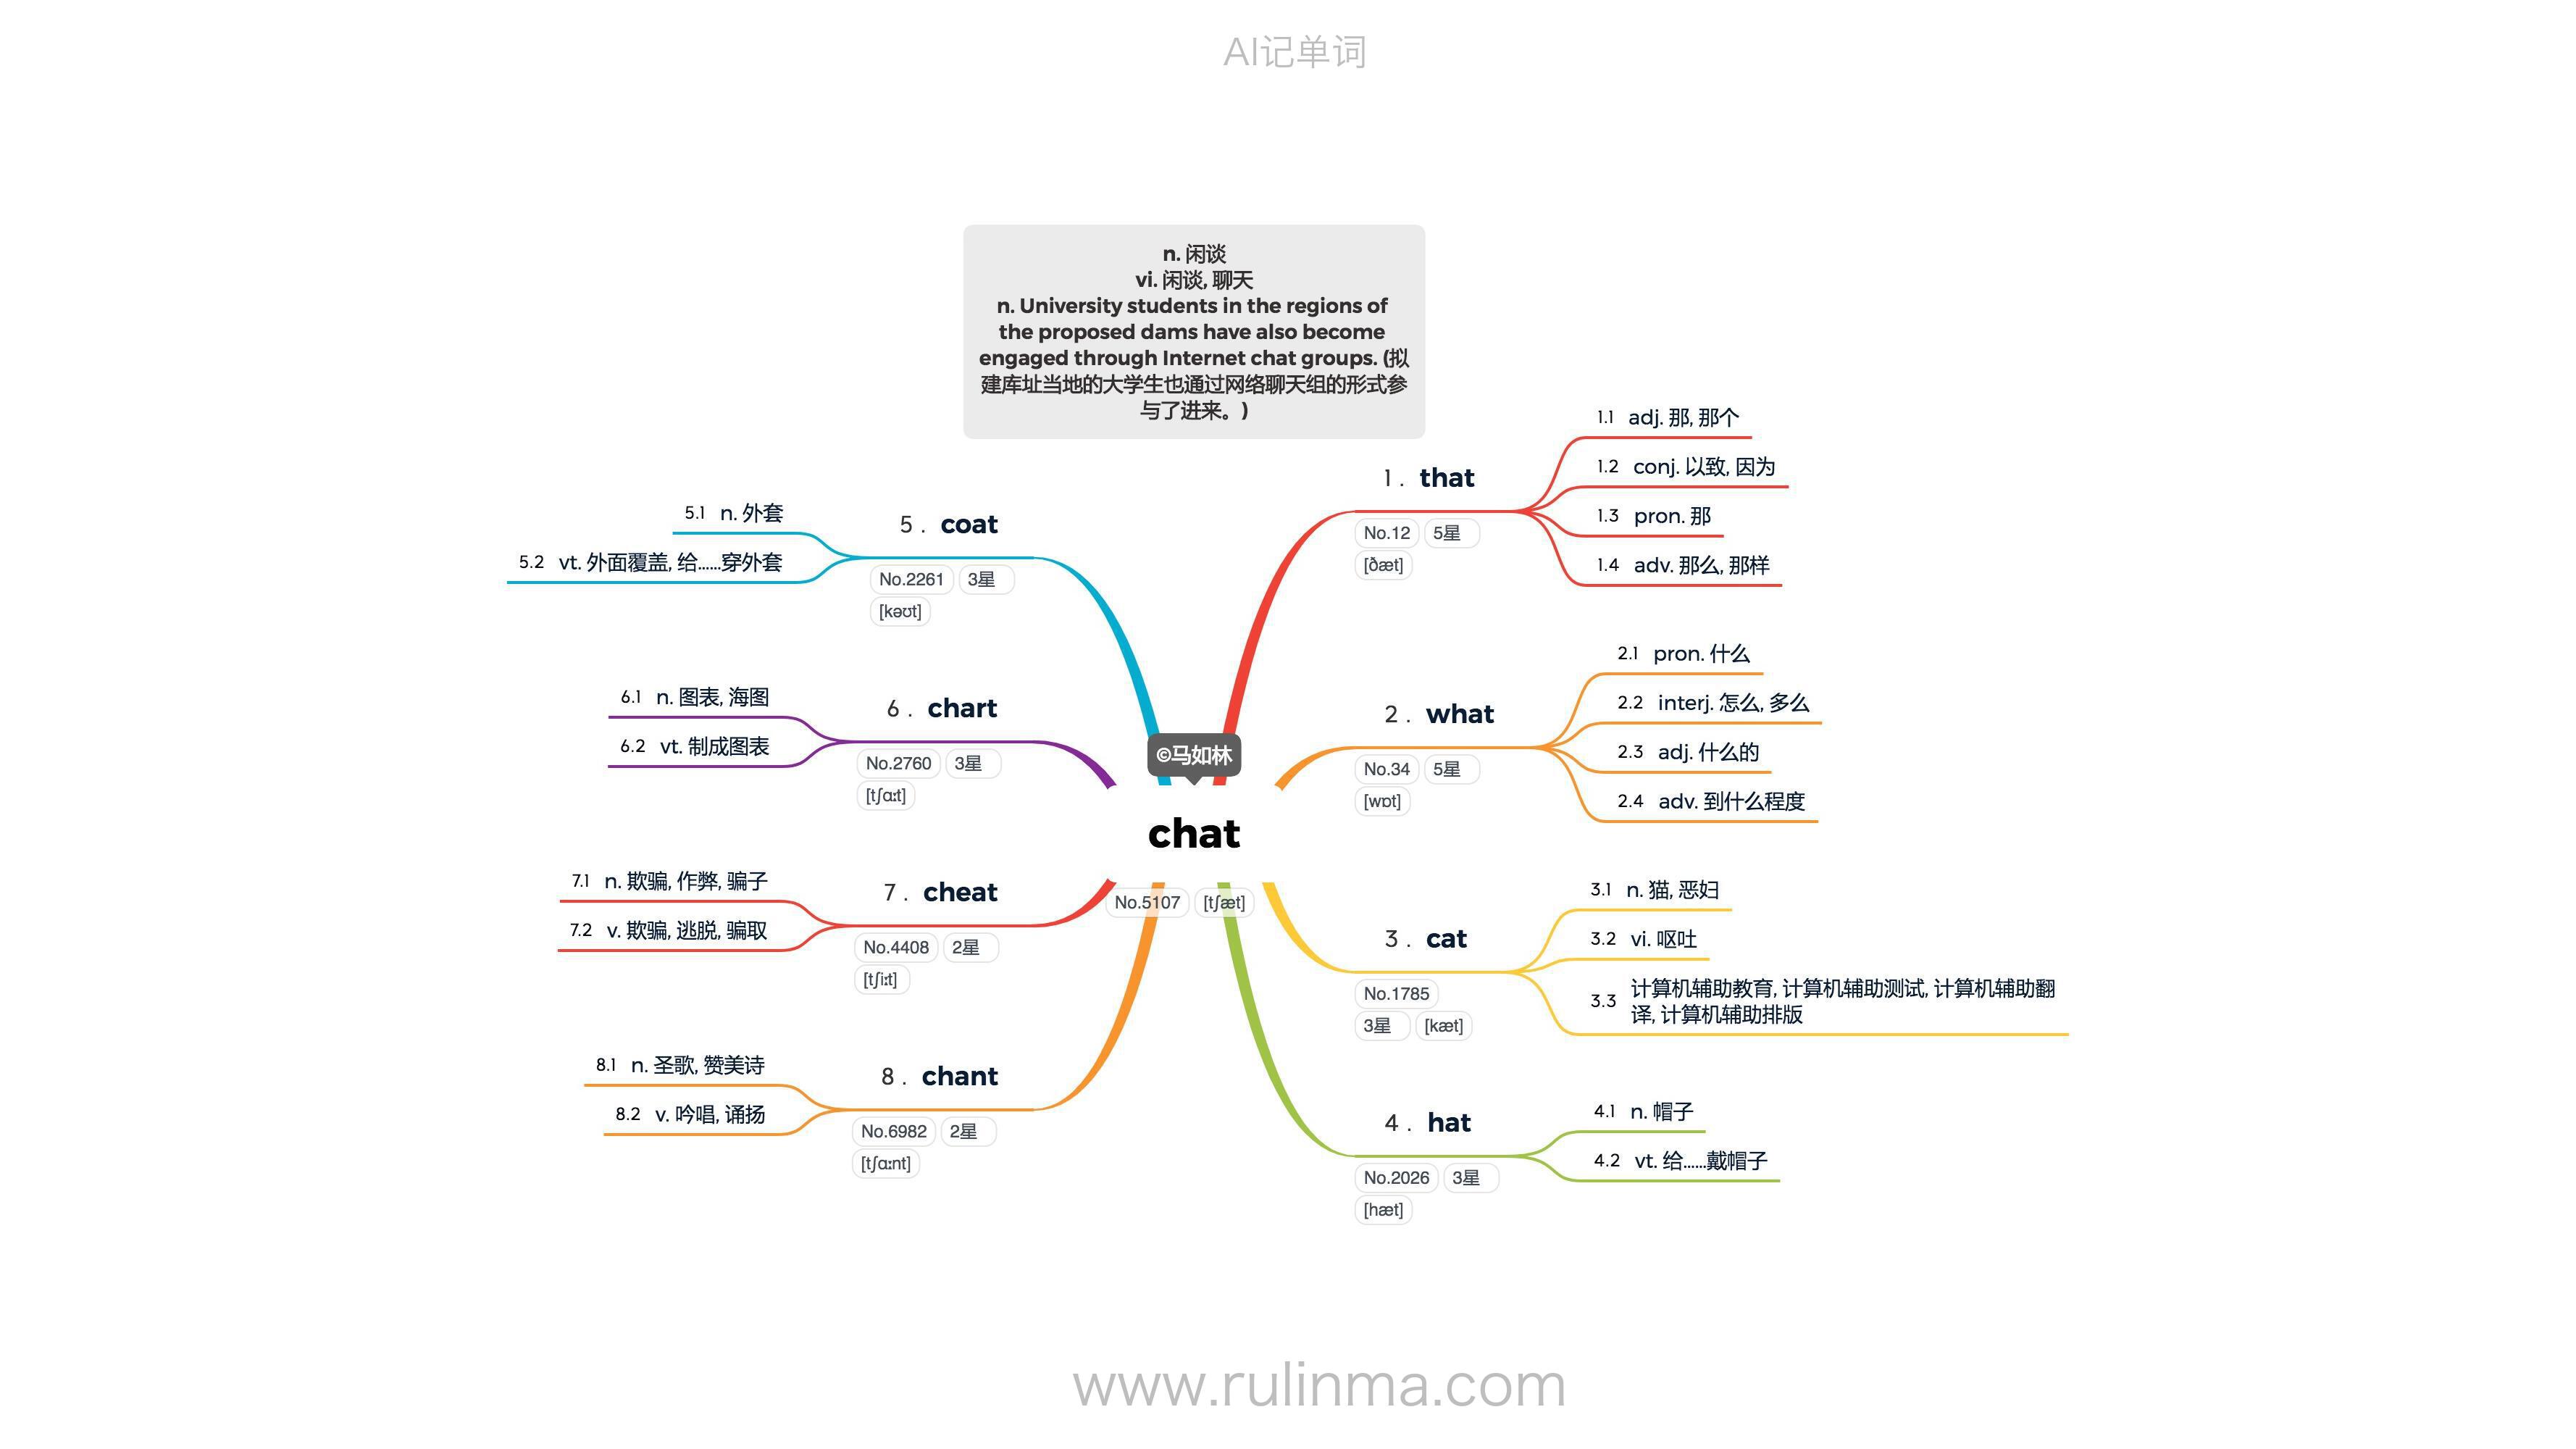 AI记单词
n. 闲谈
vi. 闲谈, 聊天
n. University students in the regions of
the proposed dams have also become
engaged through Internet chat groups. (拟
建库址当地的大学生也通过网络聊天组的形式参
与了进来。)
©马如林
chat
No.5107 [tʃæt]
1 . that
No.12 5星
[ðæt]
1.1 adj. 那, 那个
1.2 conj. 以致, 因为
1.3 pron. 那
1.4 adv. 那么, 那样
2 . what
No.34 5星
[wɒt]
2.1 pron. 什么
2.2 interj. 怎么, 多么
2.3 adj. 什么的
2.4 adv. 到什么程度
3 . cat
No.1785
3星 [kæt]
3.1 n. 猫, 恶妇
3.2 vi. 呕吐
3.3 计算机辅助教育, 计算机辅助测试, 计算机辅助翻
译, 计算机辅助排版
4 . hat
No.2026 3星
[hæt]
4.1 n. 帽子
4.2 vt. 给......戴帽子
5 . coat
No.2261 3星
[kəʊt]
5.1 n. 外套
5.2 vt. 外面覆盖, 给......穿外套
6 . chart
No.2760 3星
[tʃɑːt]
6.1 n. 图表, 海图
6.2 vt. 制成图表
7 . cheat
No.4408 2星
[tʃiːt]
7.1 n. 欺骗, 作弊, 骗子
7.2 v. 欺骗, 逃脱, 骗取
8 . chant
No.6982 2星
[tʃɑːnt]
8.1 n. 圣歌, 赞美诗
8.2 v. 吟唱, 诵扬
www.rulinma.com